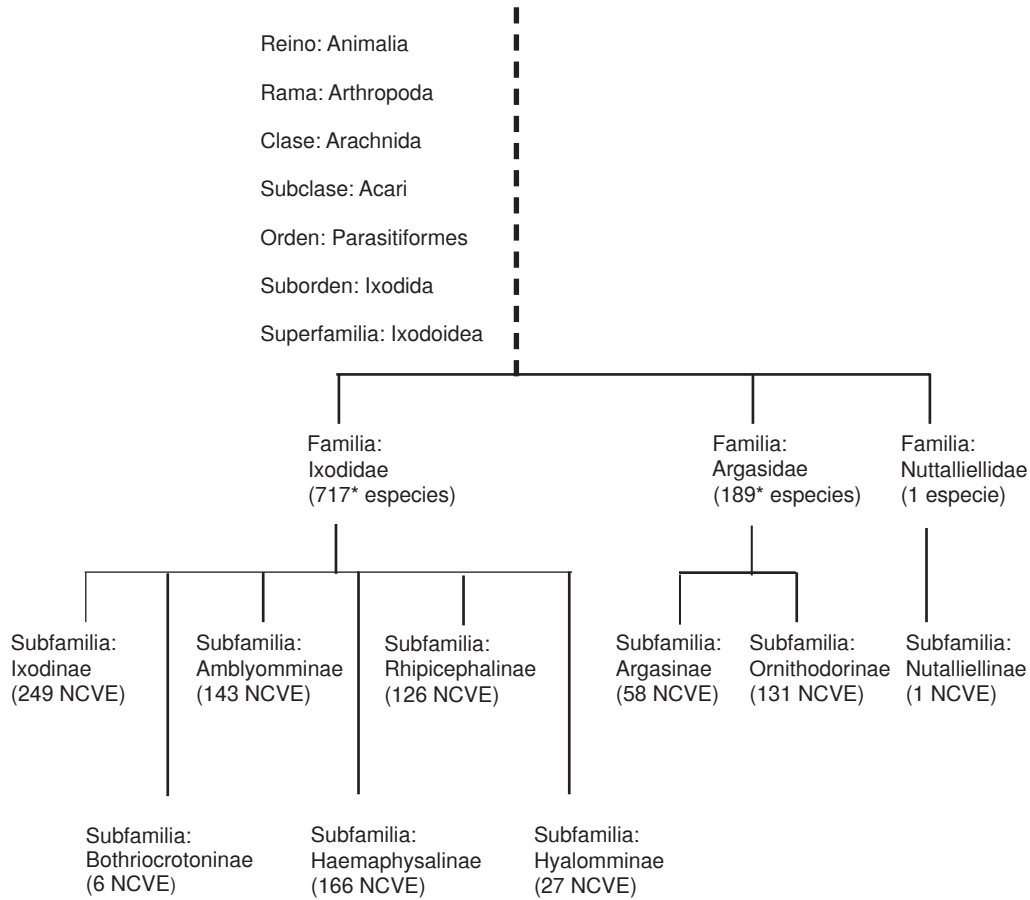 Reino: Animalia
Rama: Arthropoda
Clase: Arachnida
Subclase: Acari
Orden: Parasitiformes
Suborden: Ixodida
Superfamilia: Ixodoidea
Familia:
Ixodidae
(717* especies)
Familia:
Argasidae
(189* especies)
Familia:
Nuttalliellidae
(1 especie)
Subfamilia:
Ixodinae
(249 NCVE)
Subfamilia:
Amblyomminae
(143 NCVE)
Subfamilia:
Rhipicephalinae
(126 NCVE)
Subfamilia:
Argasinae
(58 NCVE)
Subfamilia:
Ornithodorinae
(131 NCVE)
Subfamilia:
Nutalliellinae
(1 NCVE)
Subfamilia:
Bothriocrotoninae
(6 NCVE)
Subfamilia:
Haemaphysalinae
(166 NCVE)
Subfamilia:
Hyalomminae
(27 NCVE)